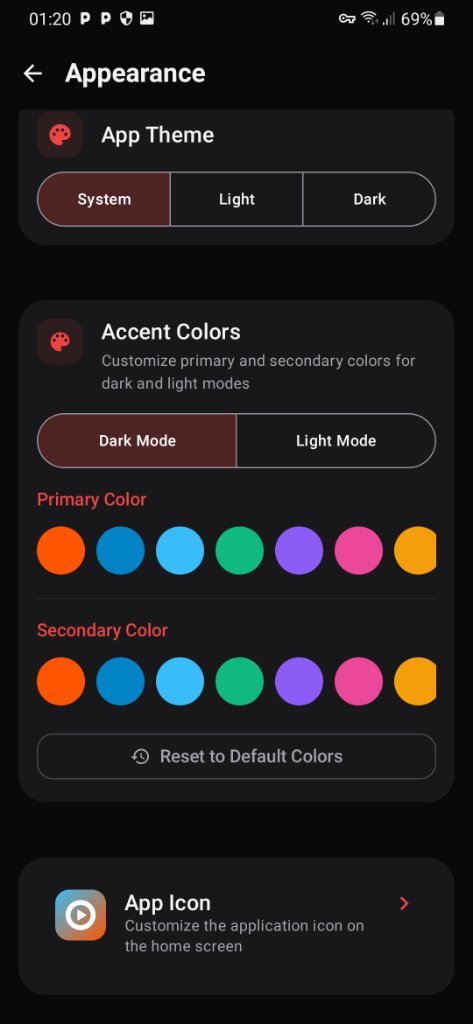 01:20 P P 69%
Appearance
App Theme
System Light Dark
Accent Colors
Customize primary and secondary colors for
dark and light modes
Dark Mode Light Mode
Primary Color
Secondary Color
Reset to Default Colors
App Icon
Customize the application icon on
the home screen